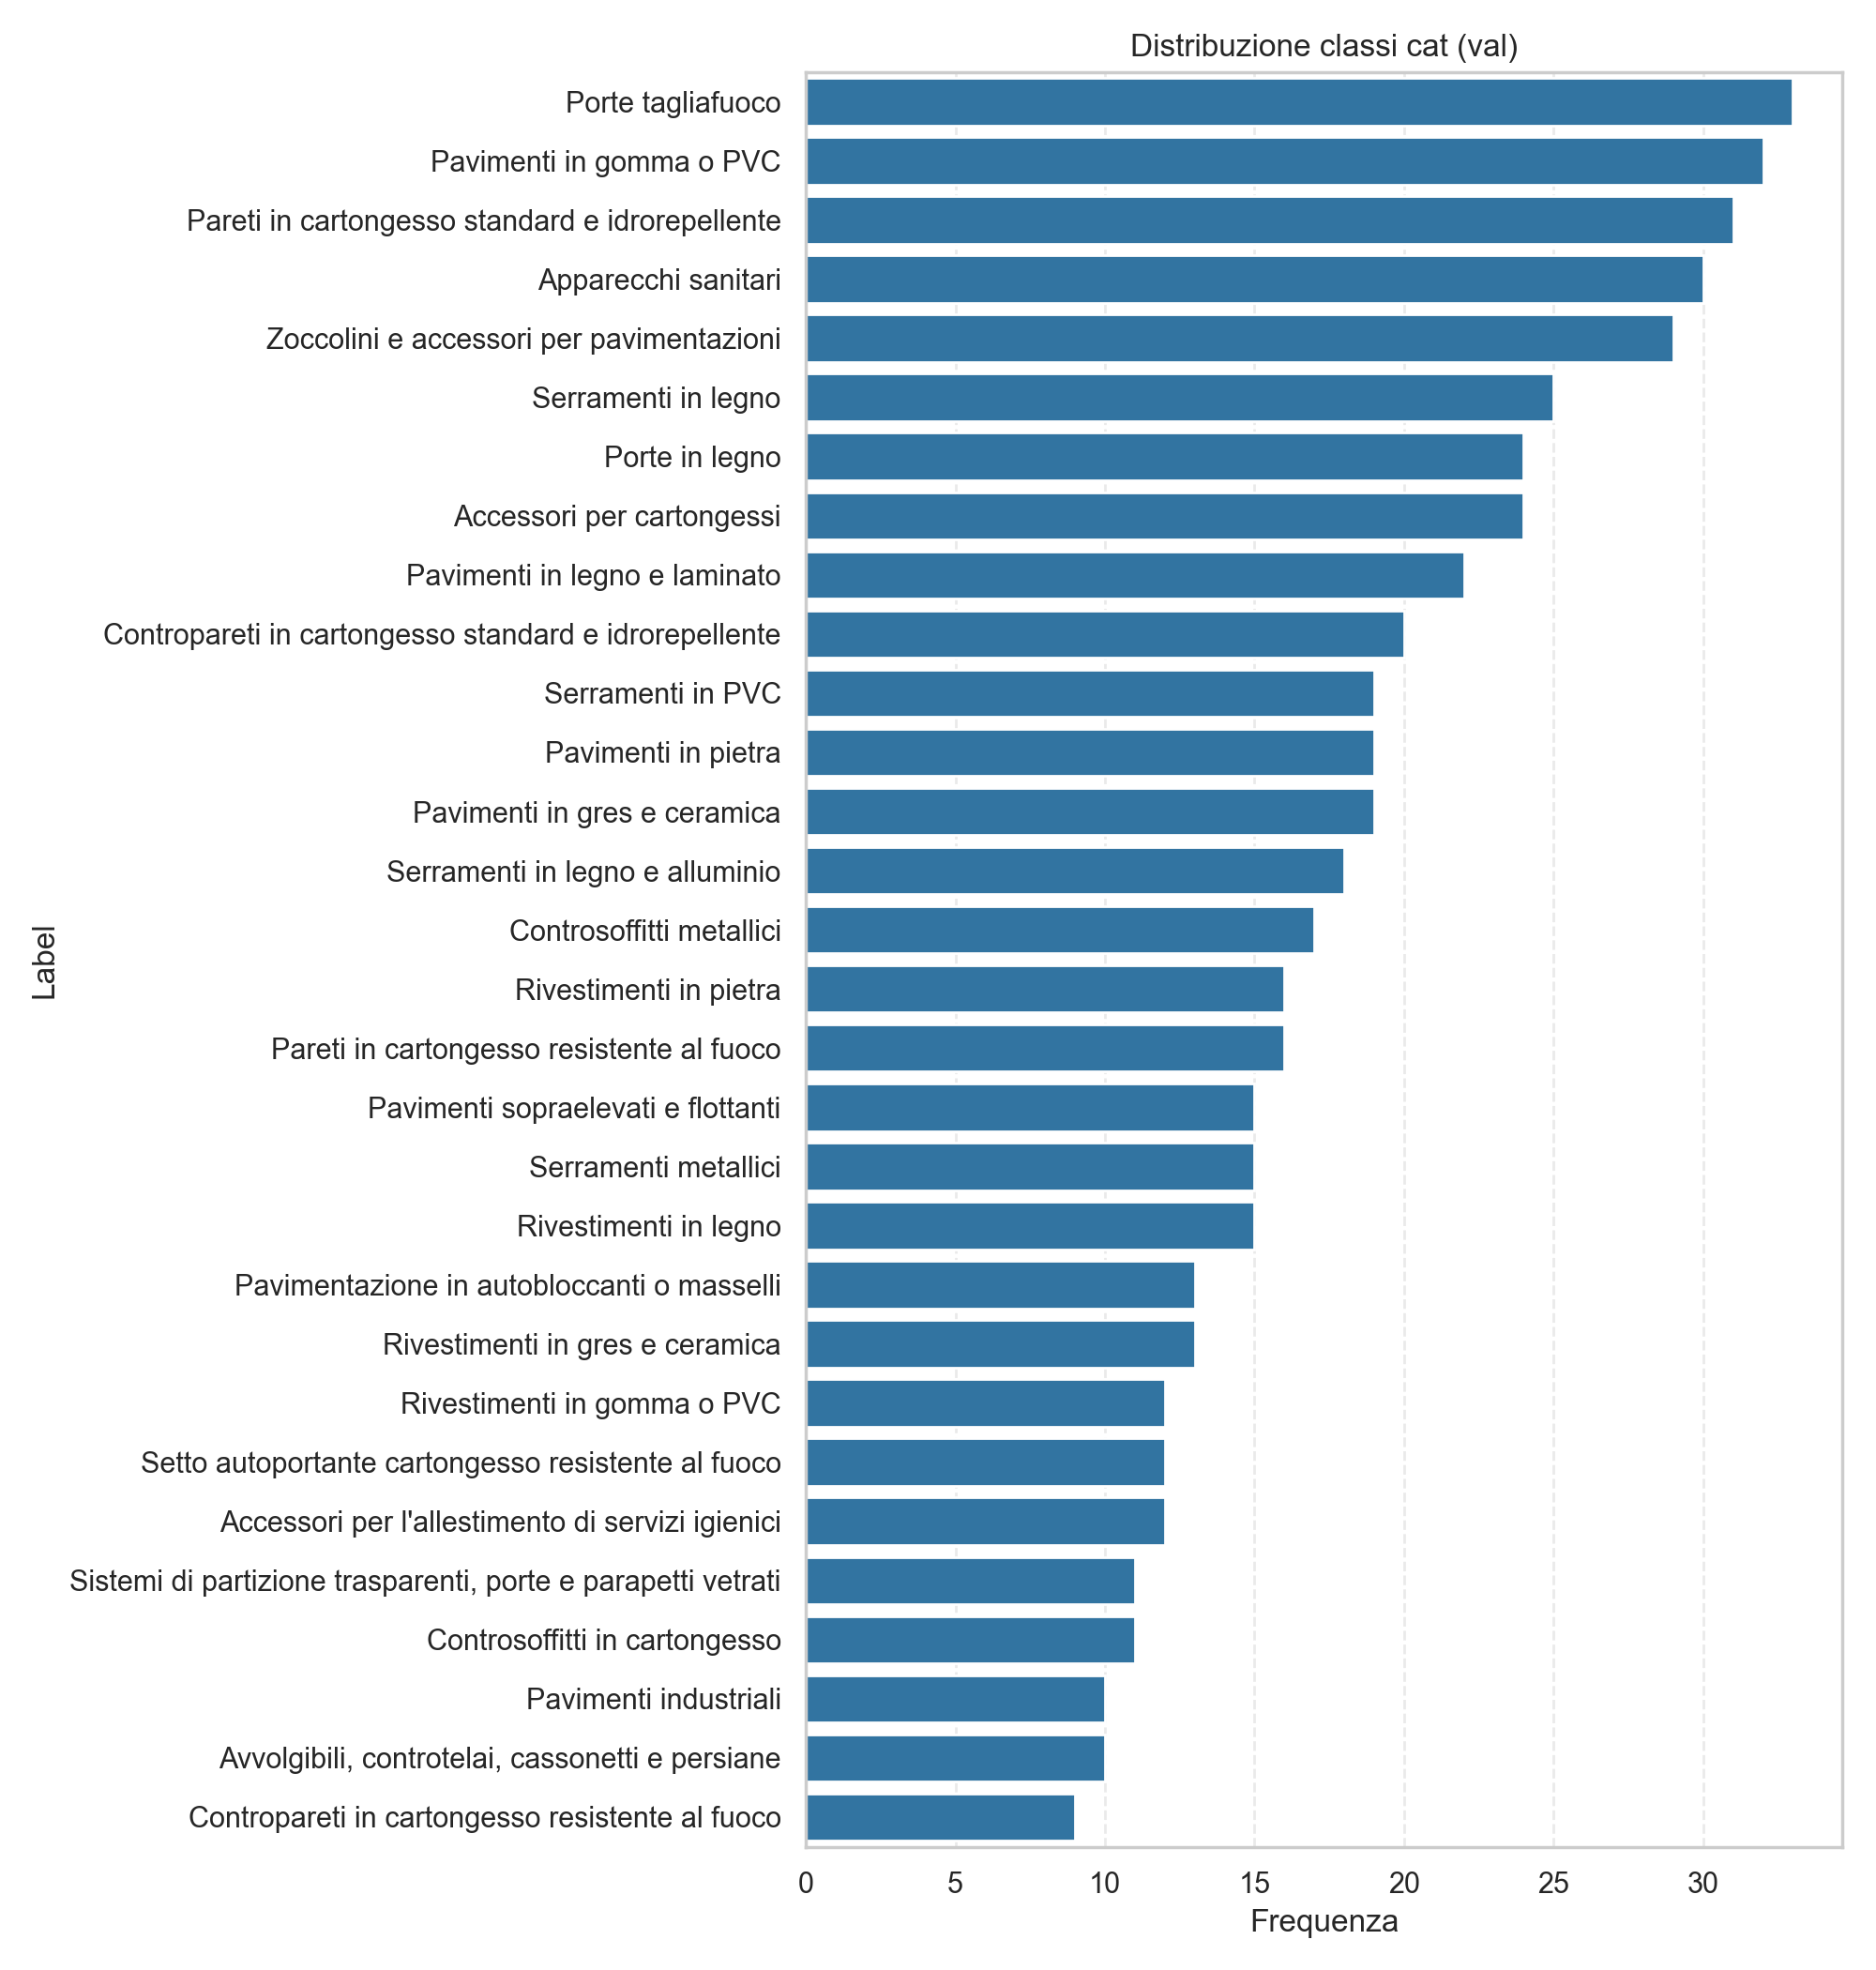 Distribuzione classi cat (val)
Porte tagliafuoco
Pavimenti in gomma o PVC
Pareti in cartongesso standard e idrorepellente
Apparecchi sanitari
Zoccolini e accessori per pavimentazioni
Serramenti in legno
Porte in legno
Accessori per cartongessi
Pavimenti in legno e laminato
Contropareti in cartongesso standard e idrorepellente
Serramenti in PVC
Pavimenti in pietra
Pavimenti in gres e ceramica
Serramenti in legno e alluminio
Controsoffitti metallici
Rivestimenti in pietra
Pareti in cartongesso resistente al fuoco
Pavimenti sopraelevati e flottanti
Serramenti metallici
Rivestimenti in legno
Pavimentazione in autobloccanti o masselli
Rivestimenti in gres e ceramica
Rivestimenti in gomma o PVC
Setto autoportante cartongesso resistente al fuoco
Accessori per l'allestimento di servizi igienici
Sistemi di partizione trasparenti, porte e parapetti vetrati
Controsoffitti in cartongesso
Pavimenti industriali
Avvolgibili, controtelai, cassonetti e persiane
Contropareti in cartongesso resistente al fuoco
Label
0 5 10 15 20 25 30
Frequenza